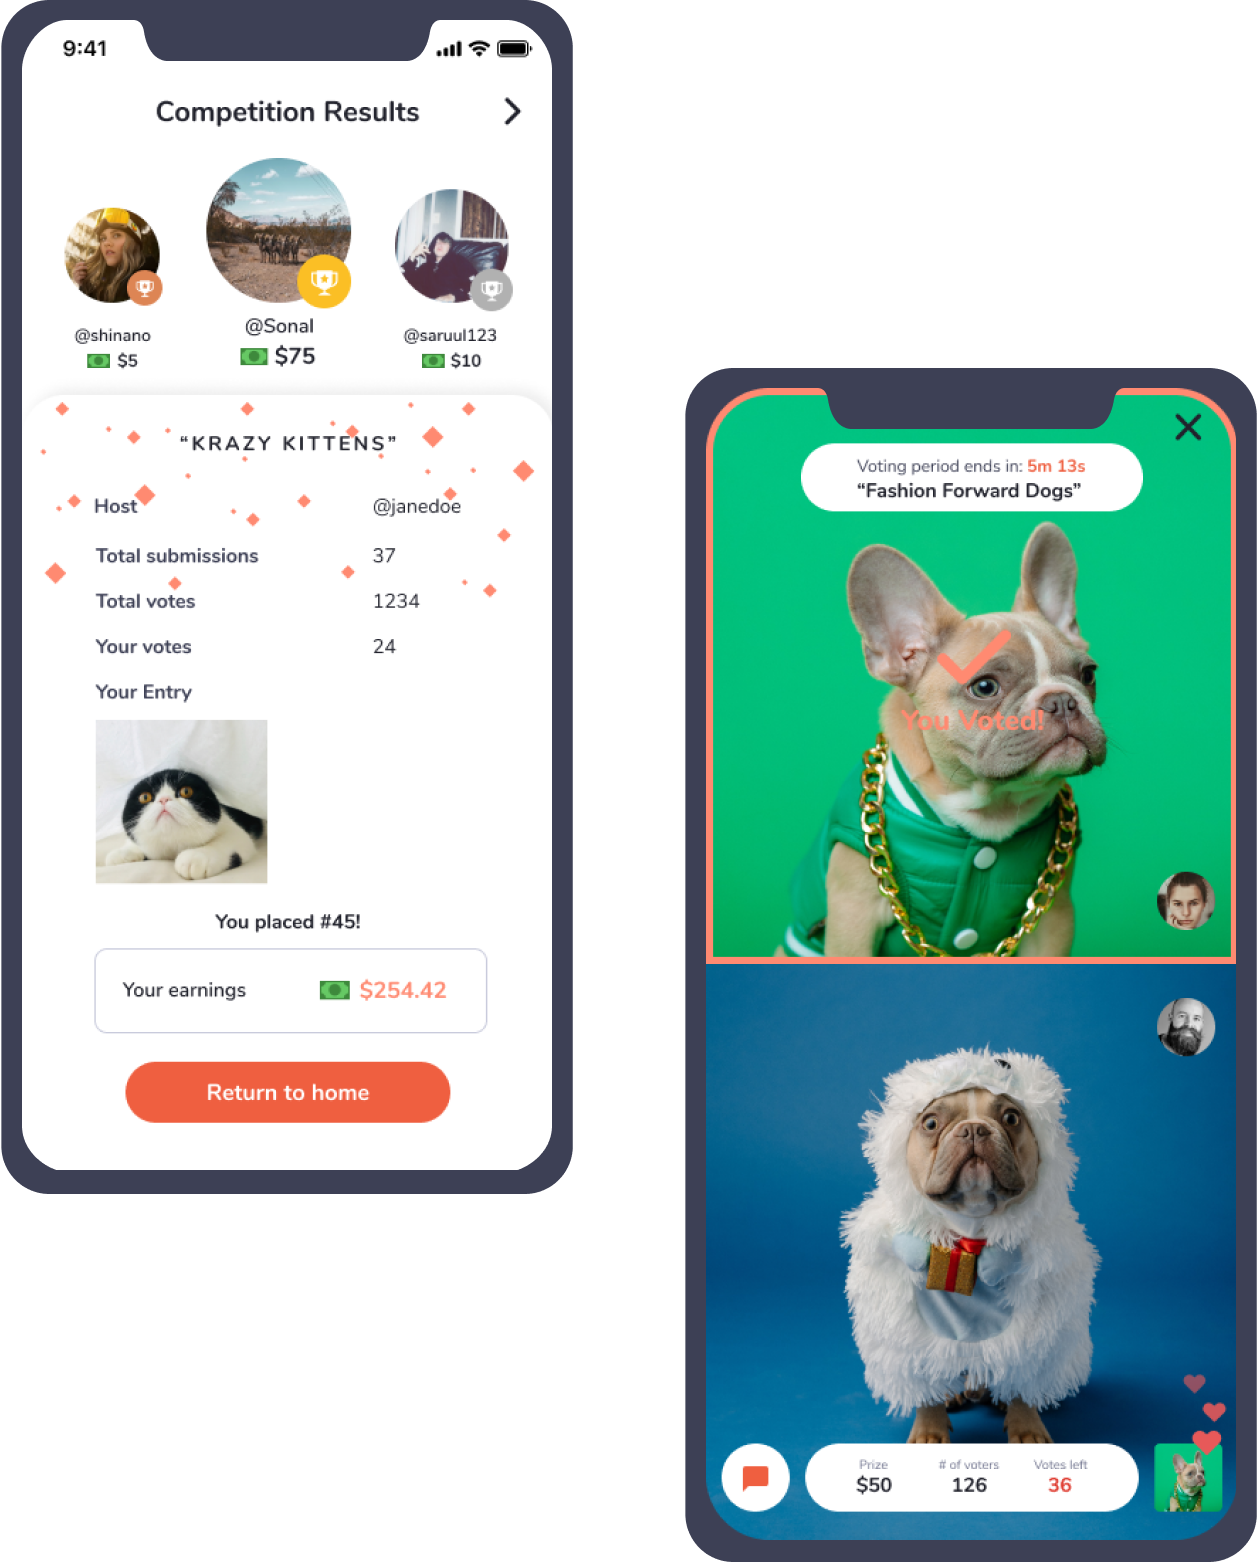 9:41
Competition Results
@shinano
$5
@Sonal
$75
@saruul123
$10
“KRAZY KITTENS”
Host @janedoe
Total submissions 37
Total votes 1234
Your votes 24
Your Entry
You placed #45!
Your earnings $254.42
Return to home
Voting period ends in: 5m 13s
“Fashion Forward Dogs”
You Voted!
Prize # of voters Votes left
$50 126 36